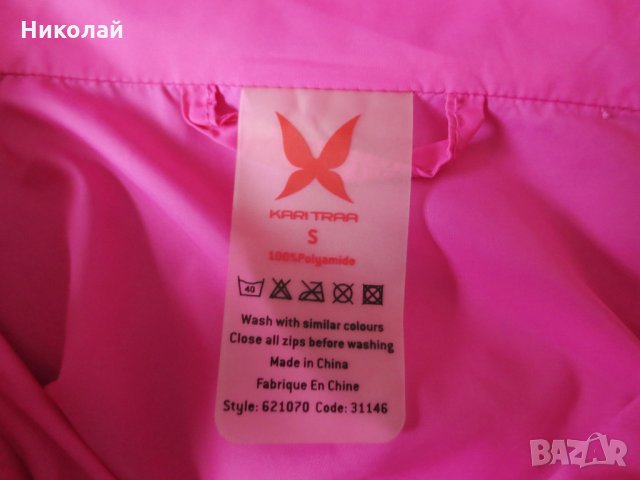 Николай
KARI TRAA
S
100%Polyamide
40
Wash with similar colours
Close all zips before washing
Made in China
Fabrique En Chine
Style: 621070 Code: 31146
BAZAR